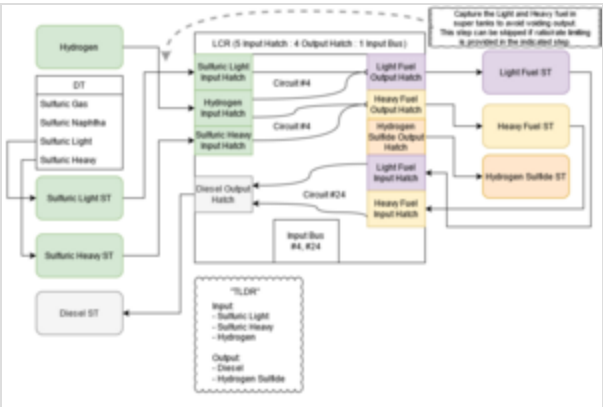 Capture the Light and Heavy fuel in
super tanks to avoid voiding output.
This step can be skipped if ratio/rate limiting
is provided in the indicated step.
Hydrogen
LCR (5 Input Hatch : 4 Output Hatch : 1 Input Bus)
DT
Sulfuric Gas
Sulfuric Naphtha
Sulfuric Light
Sulfuric Heavy
Sulfuric Light
Input Hatch
Hydrogen
Input Hatch
Sulfuric Heavy
Input Hatch
Circuit #4
Circuit #4
Light Fuel
Output Hatch
Heavy Fuel
Output Hatch
Hydrogen
Sulfide Output
Hatch
Light Fuel
Input Hatch
Heavy Fuel
Input Hatch
Light Fuel ST
Heavy Fuel ST
Hydrogen Sulfide ST
Sulfuric Light ST
Sulfuric Heavy ST
Diesel ST
Diesel Output
Hatch
Circuit #24
Input Bus
#4, #24
"TLDR"
Input:
- Sulfuric Light
- Sulfuric Heavy
- Hydrogen
Output:
- Diesel
- Hydrogen Sulfide